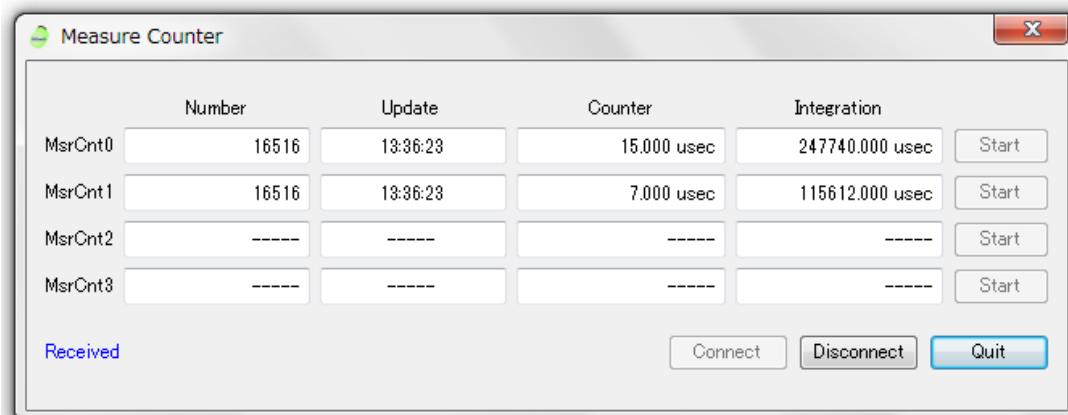 Measure Counter
Number Update Counter Integration
MsrCnt0 16516 13:36:23 15.000 usec 247740.000 usec Start
MsrCnt1 16516 13:36:23 7.000 usec 115612.000 usec Start
MsrCnt2 ----- ----- ----- ----- Start
MsrCnt3 ----- ----- ----- ----- Start
Received Connect Disconnect Quit